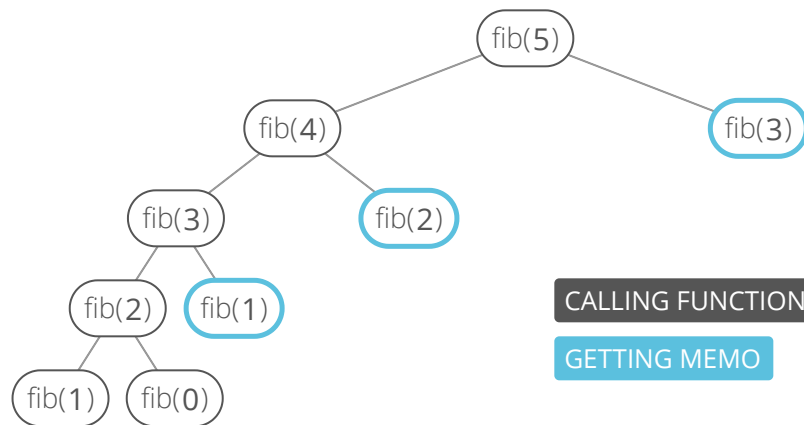 fib(5)
fib(4)
fib(3)
fib(3)
fib(2)
fib(2)
fib(1)
CALLING FUNCTION
GETTING MEMO
fib(1)
fib(0)